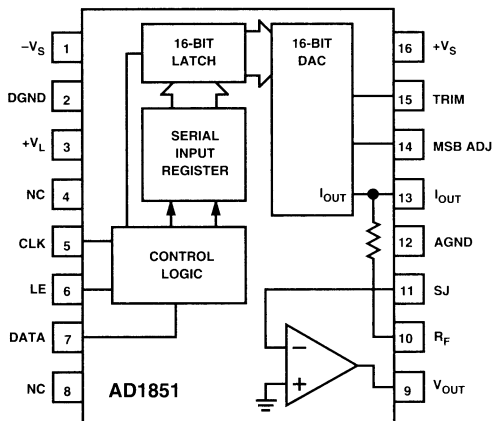 –VS 1
DGND 2
+VL 3
NC 4
CLK 5
LE 6
DATA 7
NC 8
16-BIT
LATCH
SERIAL
INPUT
REGISTER
CONTROL
LOGIC
16-BIT
DAC
IOUT
16 +VS
15 TRIM
14 MSB ADJ
13 IOUT
12 AGND
11 SJ
10 RF
9 VOUT
–
+
AD1851